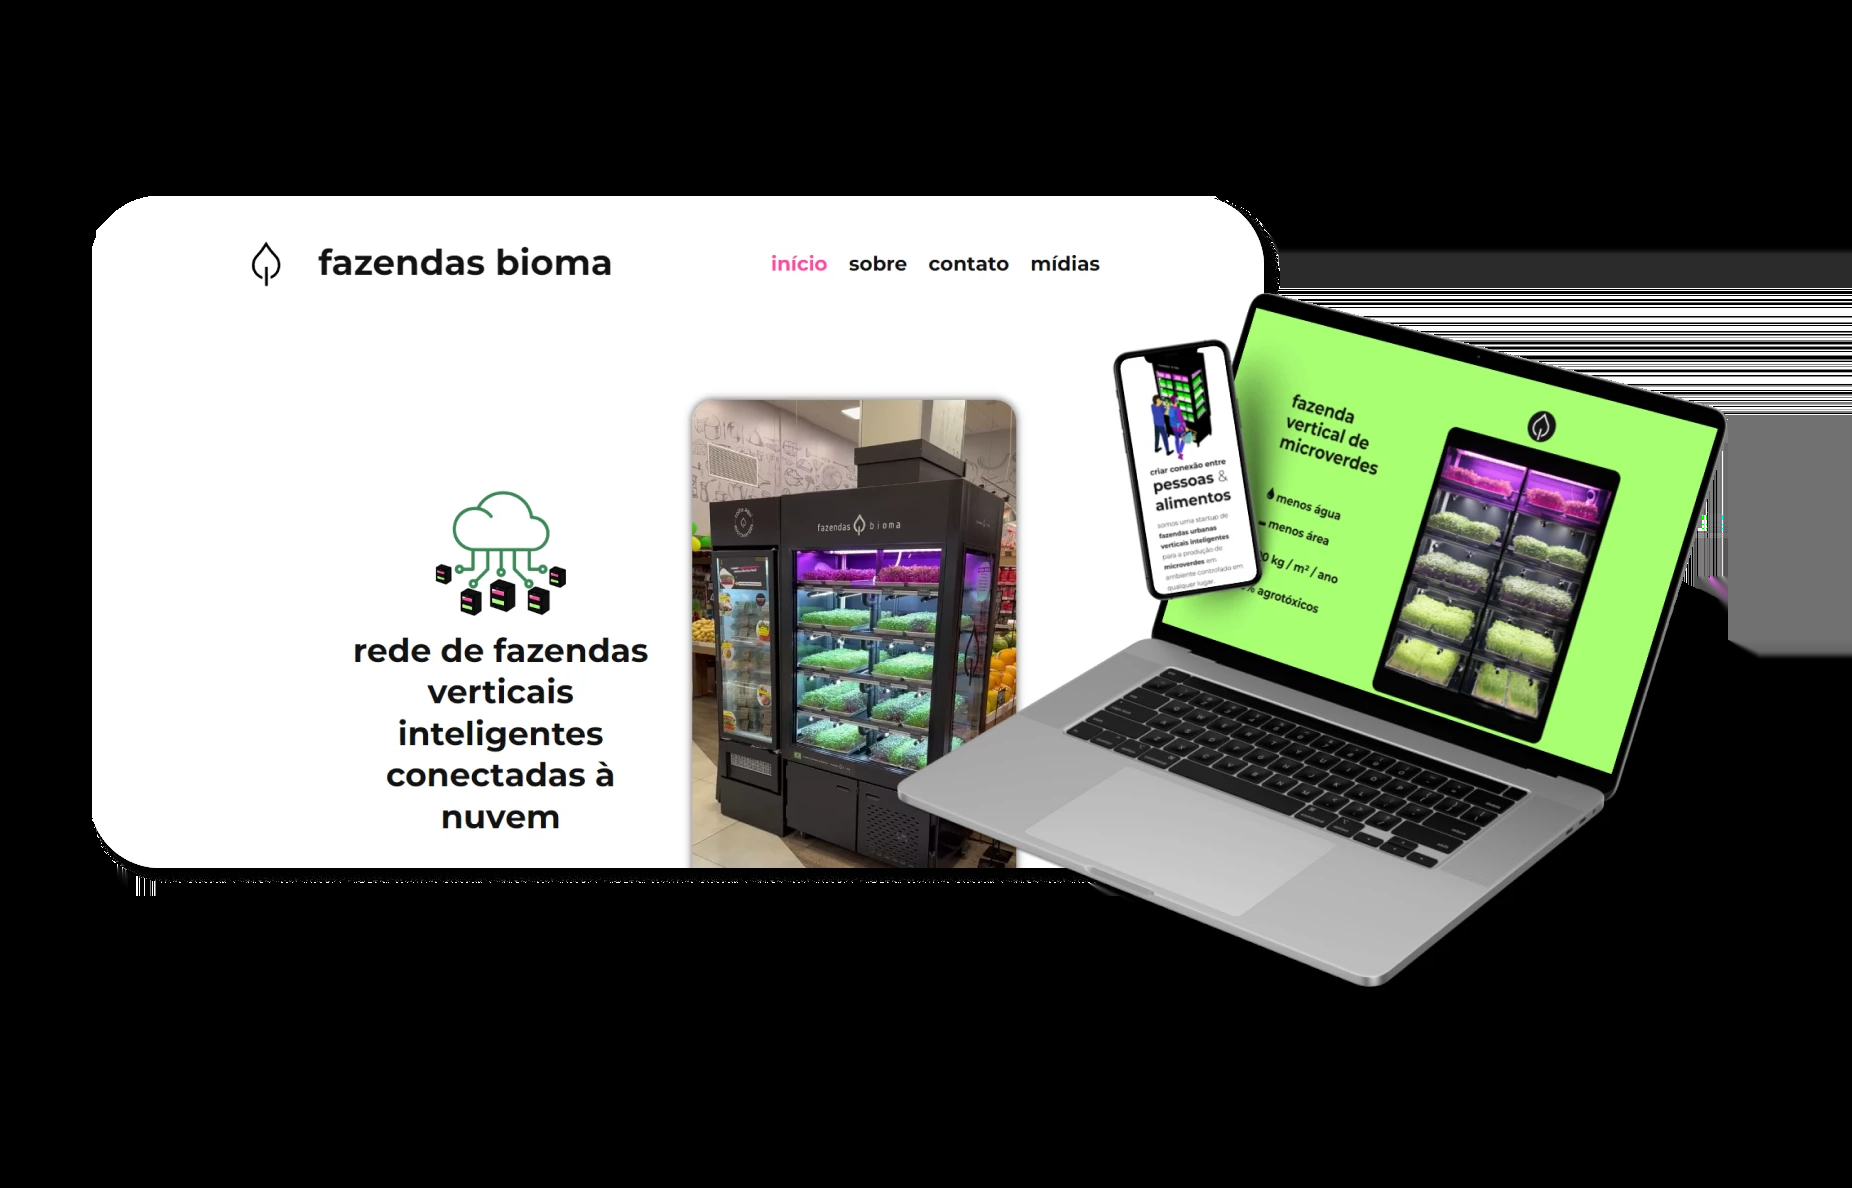 fazendas bioma
início sobre contato mídias
rede de fazendas
verticais
inteligentes
conectadas à
nuvem
fazendas bioma
criar conexão entre
pessoas &
alimentos
somos uma startup de
fazendas urbanas
verticais inteligentes
para a produção de
microverdes em
ambiente controlado em
qualquer lugar
fazenda
vertical de
microverdes
menos água
menos área
0 kg / m² / ano
% agrotóxicos